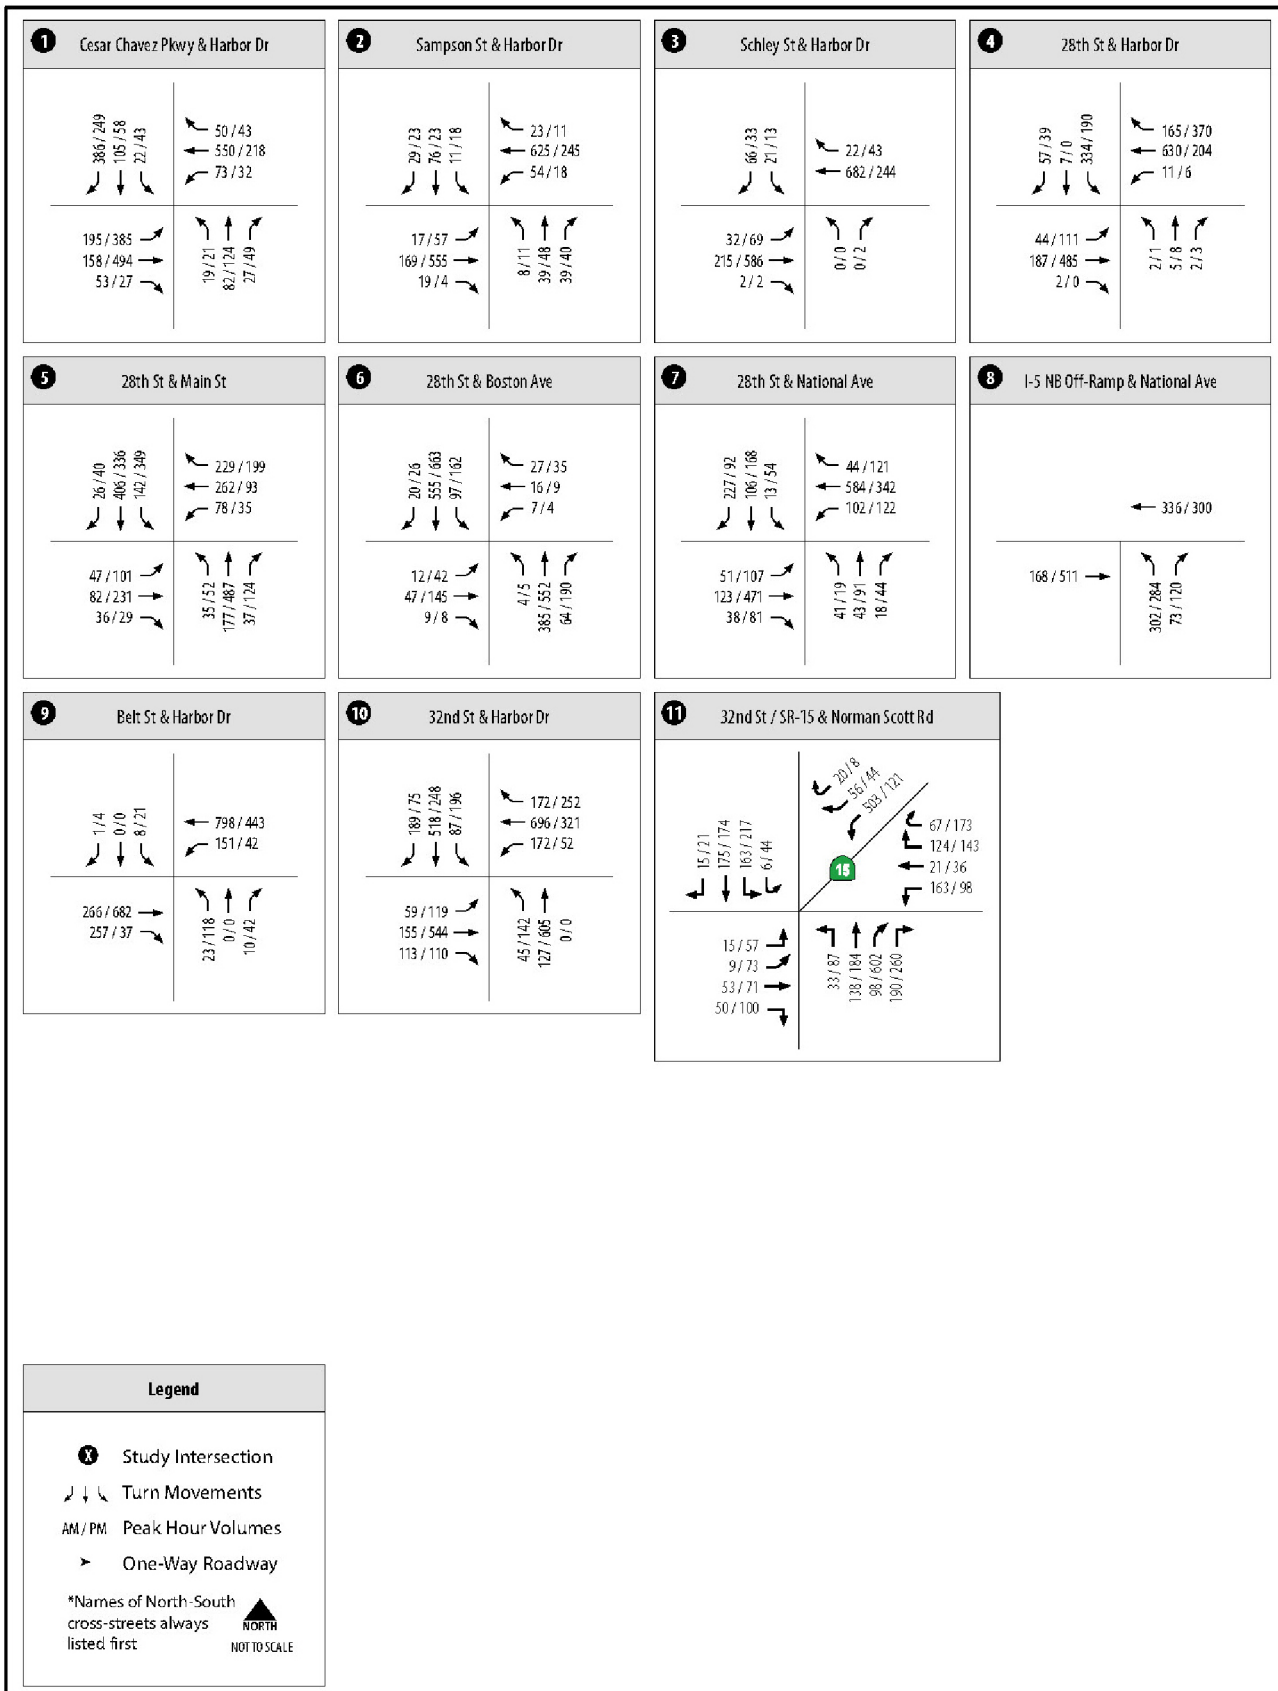 1 Cesar Chavez Pkwy & Harbor Dr
386 / 249
105 / 58
22 / 43
50 / 43
550 / 218
73 / 32
195 / 385
158 / 494
53 / 27
19 / 21
82 / 124
27 / 49
2 Sampson St & Harbor Dr
29 / 23
76 / 23
11 / 18
23 / 11
625 / 245
54 / 18
17 / 57
169 / 555
19 / 4
8 / 11
39 / 48
39 / 40
3 Schley St & Harbor Dr
66 / 33
21 / 13
22 / 43
682 / 244
32 / 69
215 / 586
2 / 2
0 / 0
0 / 2
4 28th St & Harbor Dr
57 / 39
7 / 0
334 / 190
165 / 370
630 / 204
11 / 6
44 / 111
187 / 485
2 / 0
2 / 1
5 / 8
2 / 3
5 28th St & Main St
26 / 40
406 / 336
142 / 349
229 / 199
262 / 93
78 / 35
47 / 101
82 / 231
36 / 29
35 / 52
177 / 487
37 / 124
6 28th St & Boston Ave
20 / 26
555 / 663
97 / 162
27 / 35
16 / 9
7 / 4
12 / 42
47 / 145
9 / 8
4 / 5
385 / 552
64 / 190
7 28th St & National Ave
227 / 92
106 / 168
13 / 54
44 / 121
584 / 342
102 / 122
51 / 107
123 / 471
38 / 81
41 / 19
43 / 91
18 / 44
8 I-5 NB Off-Ramp & National Ave
336 / 300
168 / 511
302 / 284
73 / 120
9 Belt St & Harbor Dr
1 / 4
0 / 0
8 / 21
798 / 443
151 / 42
266 / 682
257 / 37
23 / 118
0 / 0
10 / 42
10 32nd St & Harbor Dr
189 / 75
518 / 248
87 / 196
172 / 252
696 / 321
172 / 52
59 / 119
155 / 544
113 / 110
45 / 142
127 / 605
0 / 0
11 32nd St / SR-15 & Norman Scott Rd
20 / 8
56 / 44
503 / 121
15 / 21
175 / 174
163 / 217
6 / 44
15
67 / 173
124 / 143
21 / 36
163 / 98
15 / 57
9 / 73
53 / 71
50 / 100
33 / 87
138 / 184
98 / 602
190 / 260
Legend
X Study Intersection
Turn Movements
AM / PM Peak Hour Volumes
One-Way Roadway
*Names of North-South
cross-streets always
listed first
NORTH
NOT TO SCALE